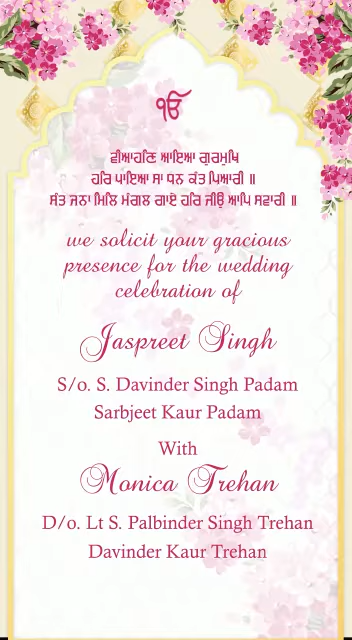 ੴ
ਵੀਆਹਣਿ ਆਇਆ ਗੁਰਮੁਖਿ
ਹਰਿ ਪਾਇਆ ਸਾ ਧਨ ਕੰਤ ਪਿਆਰੀ ॥
ਸੰਤ ਜਨਾ ਮਿਲਿ ਮੰਗਲ ਗਾਏ ਹਰਿ ਜੀਉ ਆਪਿ ਸਵਾਰੀ ॥
we solicit your gracious
presence for the wedding
celebration of
Jaspreet Singh
S/o. S. Davinder Singh Padam
Sarbjeet Kaur Padam
With
Monica Trehan
D/o. Lt S. Palbinder Singh Trehan
Davinder Kaur Trehan